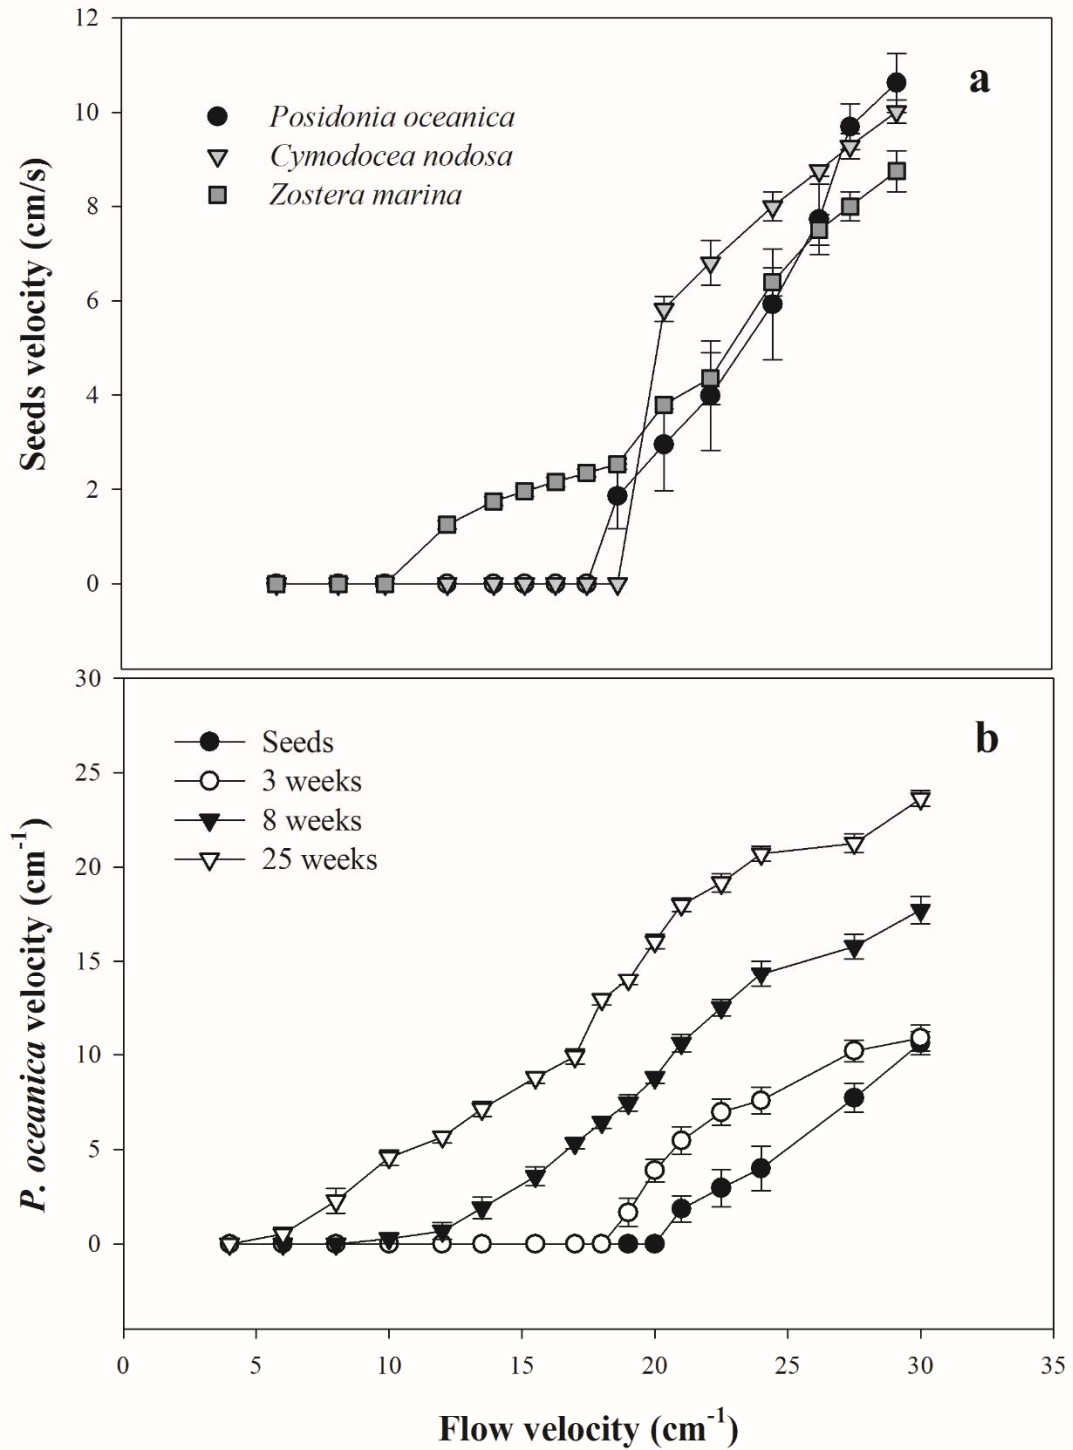 12
10
8
6
4
2
0
Seeds velocity (cm/s)
a
Posidonia oceanica
Cymodocea nodosa
Zostera marina
30
25
20
15
10
5
0
P. oceanica velocity (cm⁻¹)
b
Seeds
3 weeks
8 weeks
25 weeks
0 5 10 15 20 25 30 35
Flow velocity (cm⁻¹)